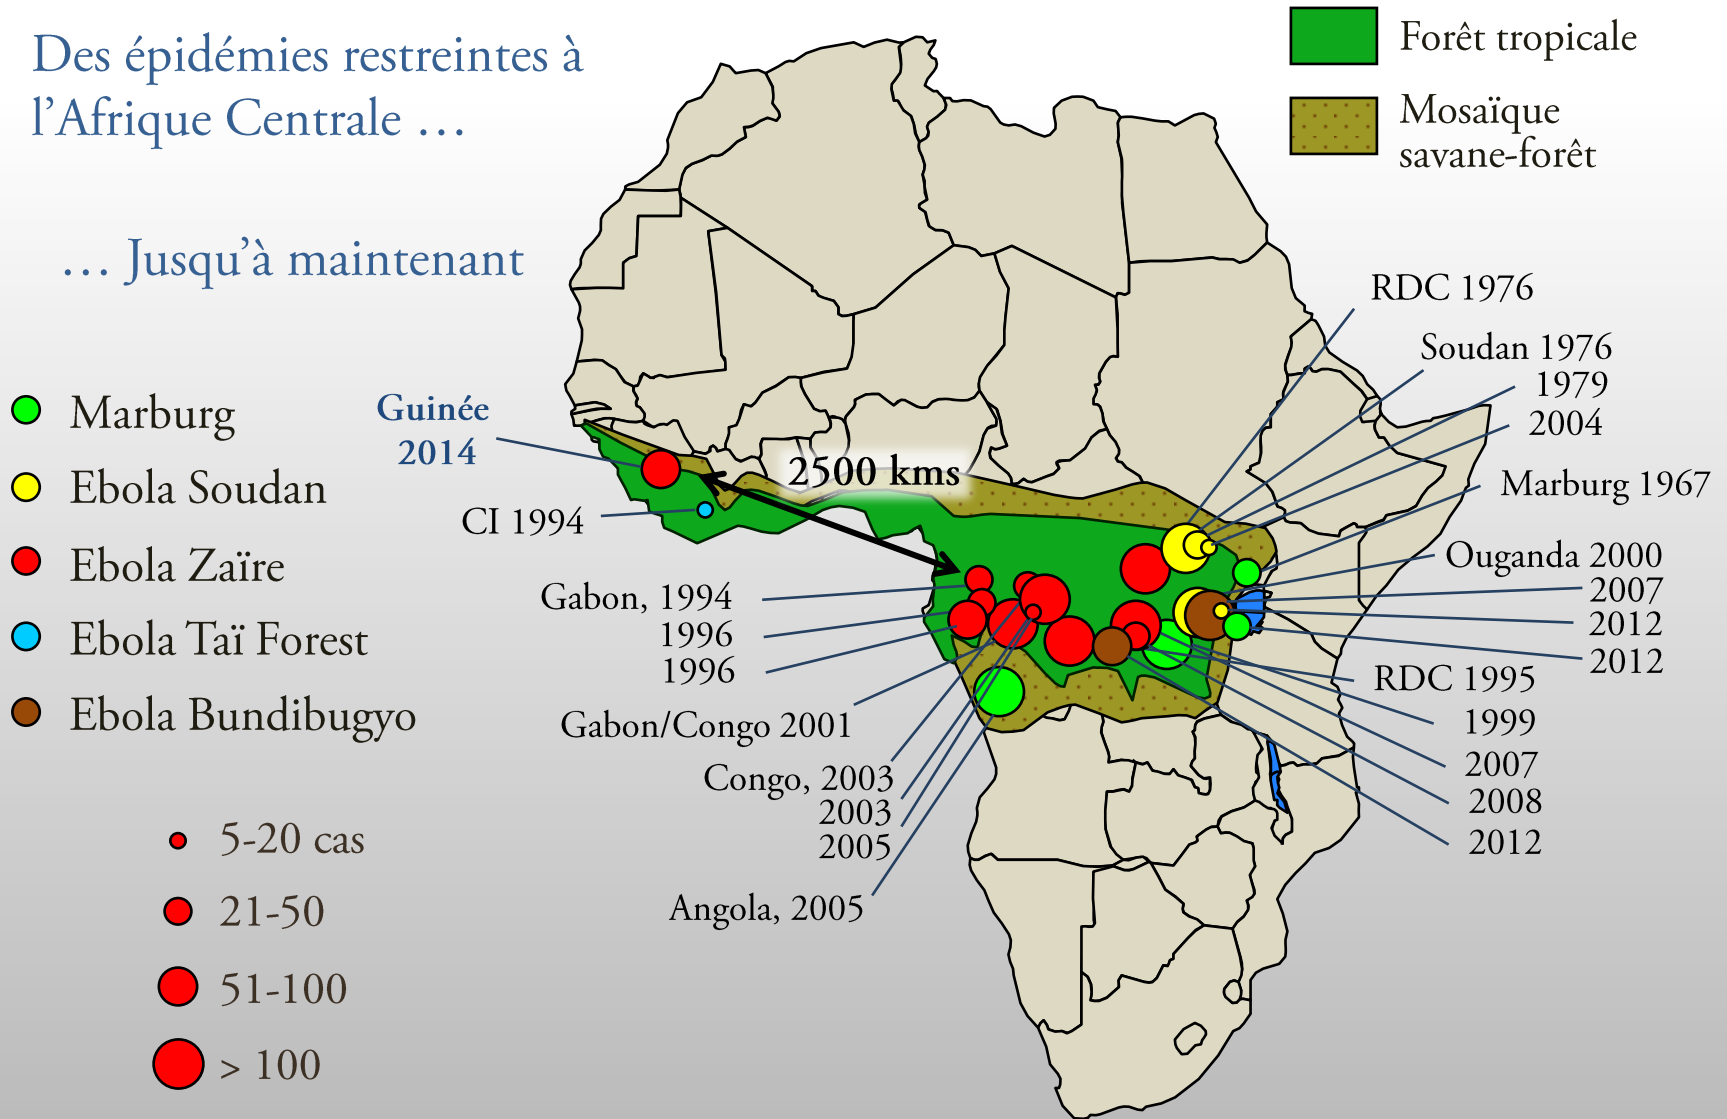 Des épidémies restreintes à
l’Afrique Centrale …
… Jusqu’à maintenant
Forêt tropicale
Mosaïque
savane-forêt
Marburg
Ebola Soudan
Ebola Zaïre
Ebola Taï Forest
Ebola Bundibugyo
5-20 cas
21-50
51-100
> 100
Guinée
2014
CI 1994
2500 kms
Gabon, 1994
1996
1996
Gabon/Congo 2001
Congo, 2003
2003
2005
Angola, 2005
RDC 1976
Soudan 1976
1979
2004
Marburg 1967
Ouganda 2000
2007
2012
2012
RDC 1995
1999
2007
2008
2012